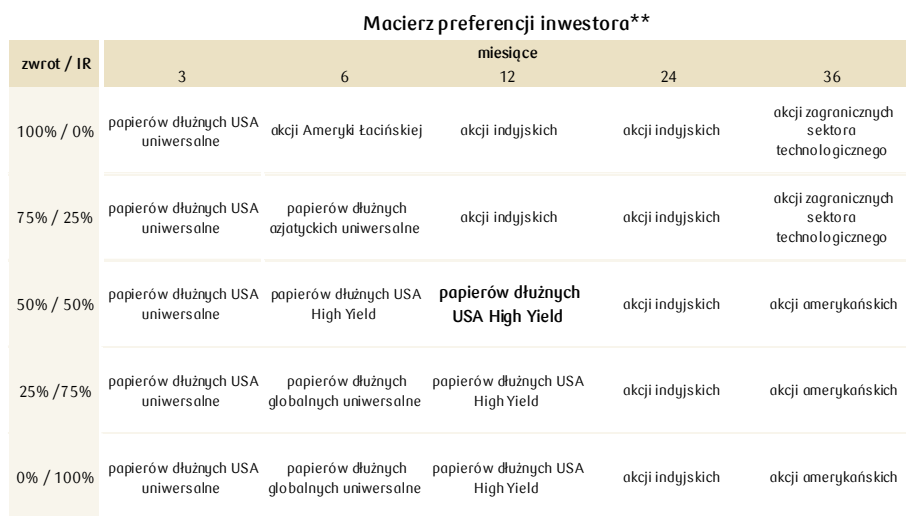 Macierz preferencji inwestora**
zwrot / IR
miesiące
3 6 12 24 36
100% / 0%
papierów dłużnych USA
uniwersalne
akcji Ameryki Łacińskiej
akcji indyjskich
akcji indyjskich
akcji zagranicznych
sektora
technologicznego
75% / 25%
papierów dłużnych USA
uniwersalne
papierów dłużnych
azjatyckich uniwersalne
akcji indyjskich
akcji indyjskich
akcji zagranicznych
sektora
technologicznego
50% / 50%
papierów dłużnych USA
uniwersalne
papierów dłużnych USA
High Yield
papierów dłużnych
USA High Yield
akcji indyjskich
akcji amerykańskich
25% /75%
papierów dłużnych USA
uniwersalne
papierów dłużnych
globalnych uniwersalne
papierów dłużnych USA
High Yield
akcji indyjskich
akcji amerykańskich
0% / 100%
papierów dłużnych USA
uniwersalne
papierów dłużnych
globalnych uniwersalne
papierów dłużnych USA
High Yield
akcji indyjskich
akcji amerykańskich